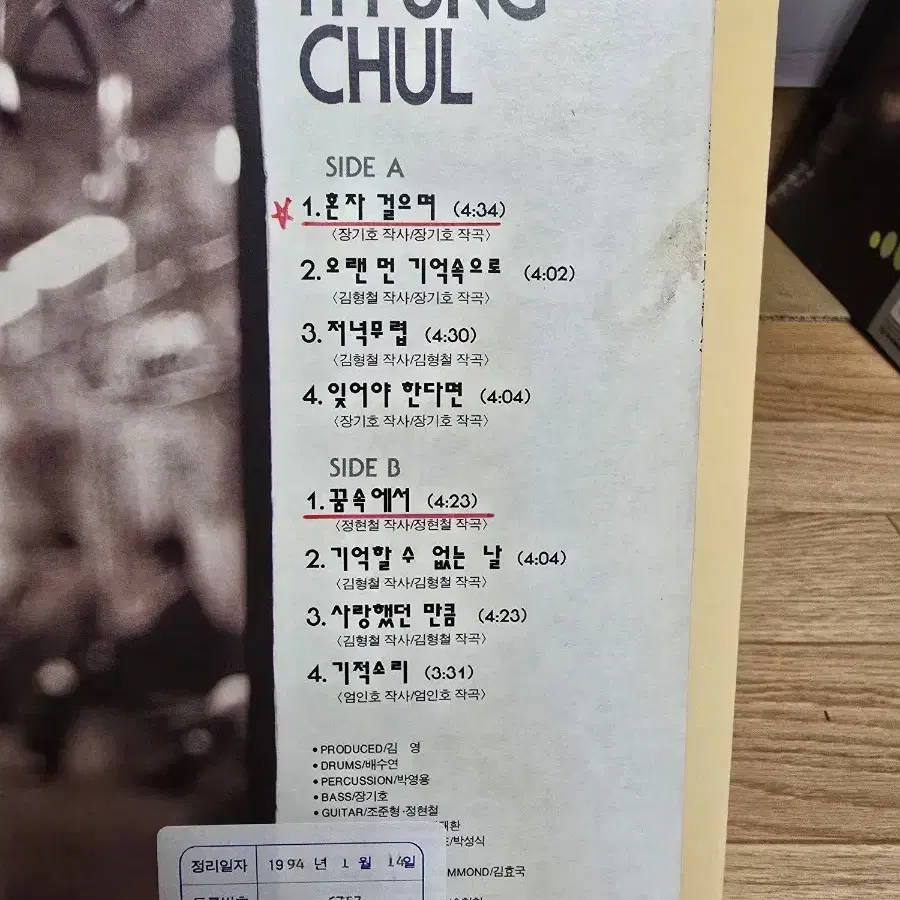 HYUNG
CHUL
SIDE A
1. 혼자 걸으며 (4:34)
〈장기호 작사/장기호 작곡〉
2. 오랜 먼 기억속으로 (4:02)
〈김형철 작사/장기호 작곡〉
3. 저녁무렵 (4:30)
〈김형철 작사/김형철 작곡〉
4. 잊어야 한다면 (4:04)
〈장기호 작사/장기호 작곡〉
SIDE B
1. 꿈속에서 (4:23)
〈정현철 작사/정현철 작곡〉
2. 기억할 수 없는 날 (4:04)
〈김형철 작사/김형철 작곡〉
3. 사랑했던 만큼 (4:23)
〈김형철 작사/김형철 작곡〉
4. 기적소리 (3:31)
〈엄인호 작사/엄인호 작곡〉
• PRODUCED/김 영
• DRUMS/배수연
• PERCUSSION/박영용
• BASS/장기호
• GUITAR/조준형·정현철
/박성식
MMOND/김효국
정리일자 1994 년 1 월 14일